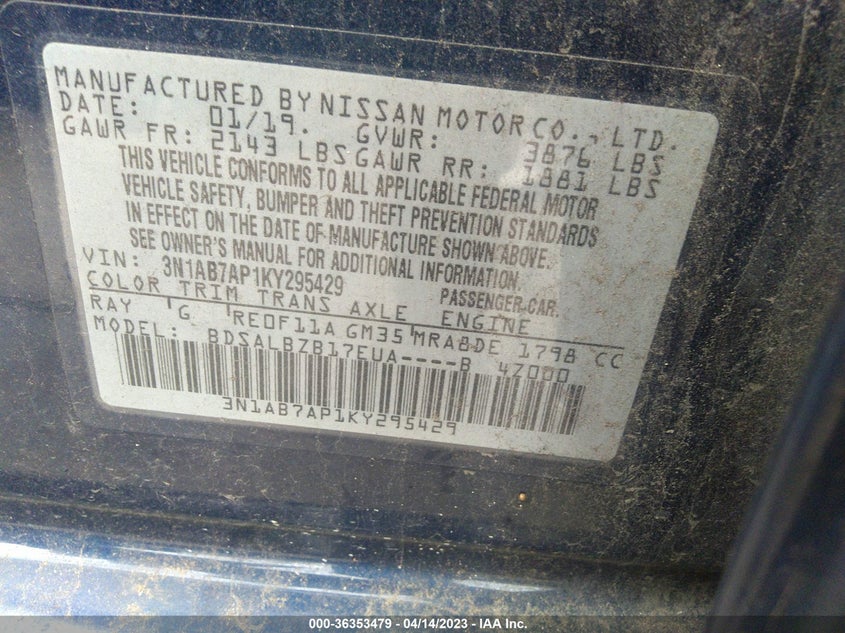 MANUFACTURED BY NISSAN MOTOR CO., LTD.
DATE: 01/19. GVWR: 3876 LBS
GAWR FR: 2143 LBS GAWR RR: 1881 LBS
THIS VEHICLE CONFORMS TO ALL APPLICABLE FEDERAL MOTOR
VEHICLE SAFETY, BUMPER AND THEFT PREVENTION STANDARDS
IN EFFECT ON THE DATE OF MANUFACTURE SHOWN ABOVE.
SEE OWNER'S MANUAL FOR ADDITIONAL INFORMATION.
VIN: 3N1AB7AP1KY295429 PASSENGER CAR.
COLOR TRIM TRANS AXLE ENGINE
RAY G RE0F11A GM35 MRA8DE 1798 CC
MODEL: BDSALBZB17EUA----B 4Z000
3N1AB7AP1KY295429
000-36353479 - 04/14/2023 - IAA Inc.